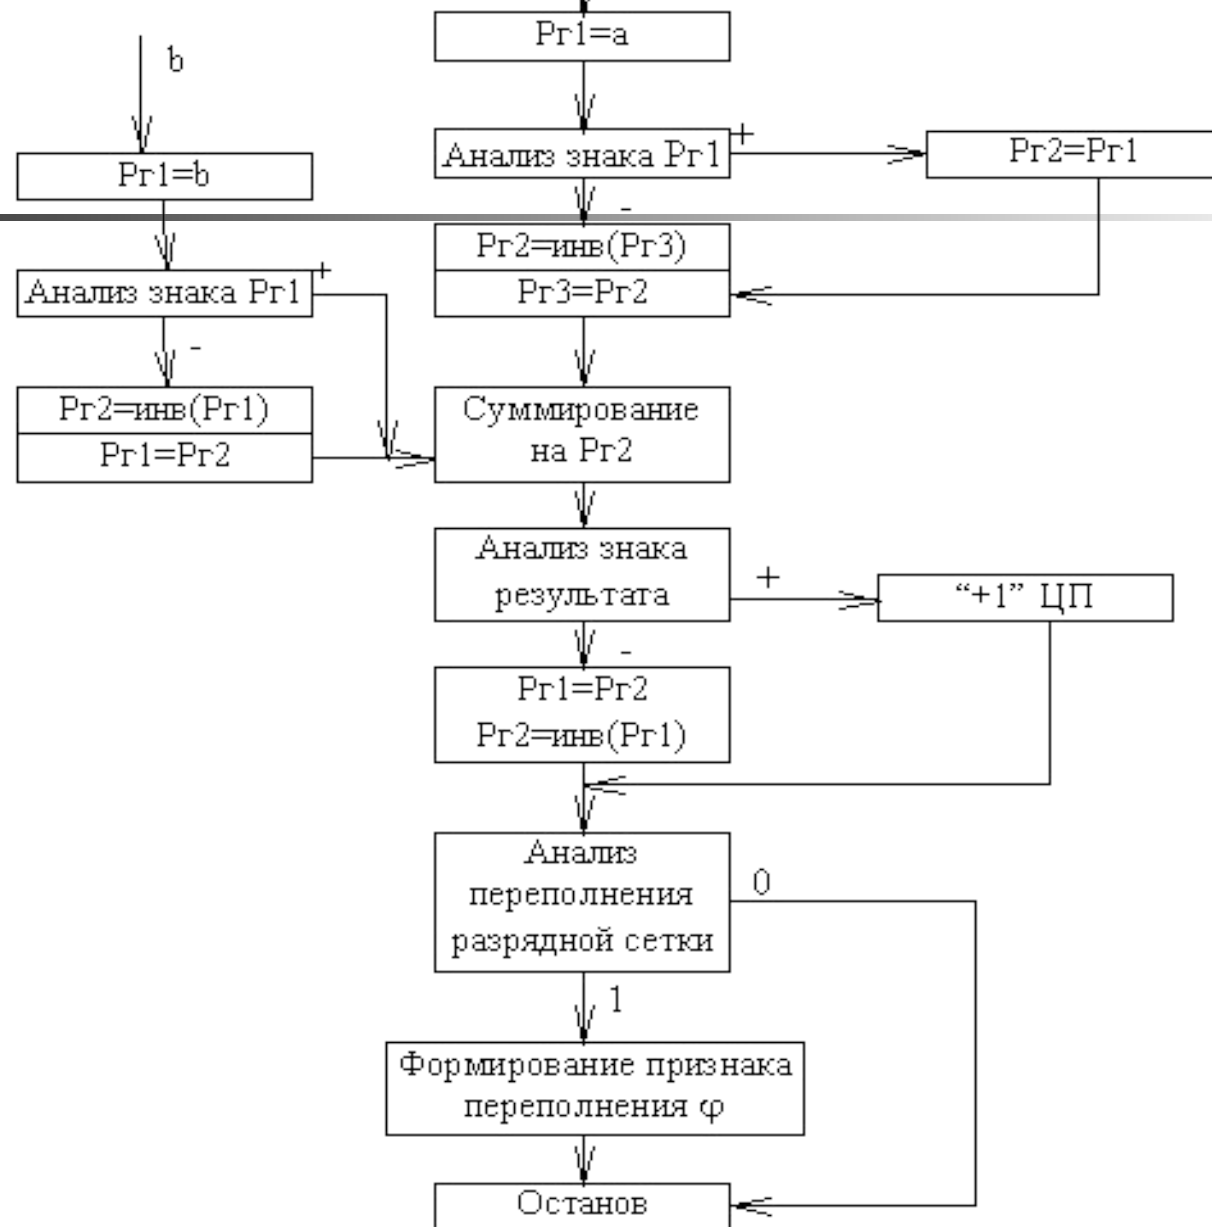 Рг1=a
b
Анализ знака Рг1
+
Рг2=Рг1
Рг1=b
-
Рг2=инв(Рг3)
Рг3=Рг2
Анализ знака Рг1
+
-
Рг2=инв(Рг1)
Рг1=Рг2
Суммирование
на Рг2
Анализ знака
результата
+
“+1” ЦП
-
Рг1=Рг2
Рг2=инв(Рг1)
Анализ
переполнения
разрядной сетки
0
1
Формирование признака
переполнения φ
Останов